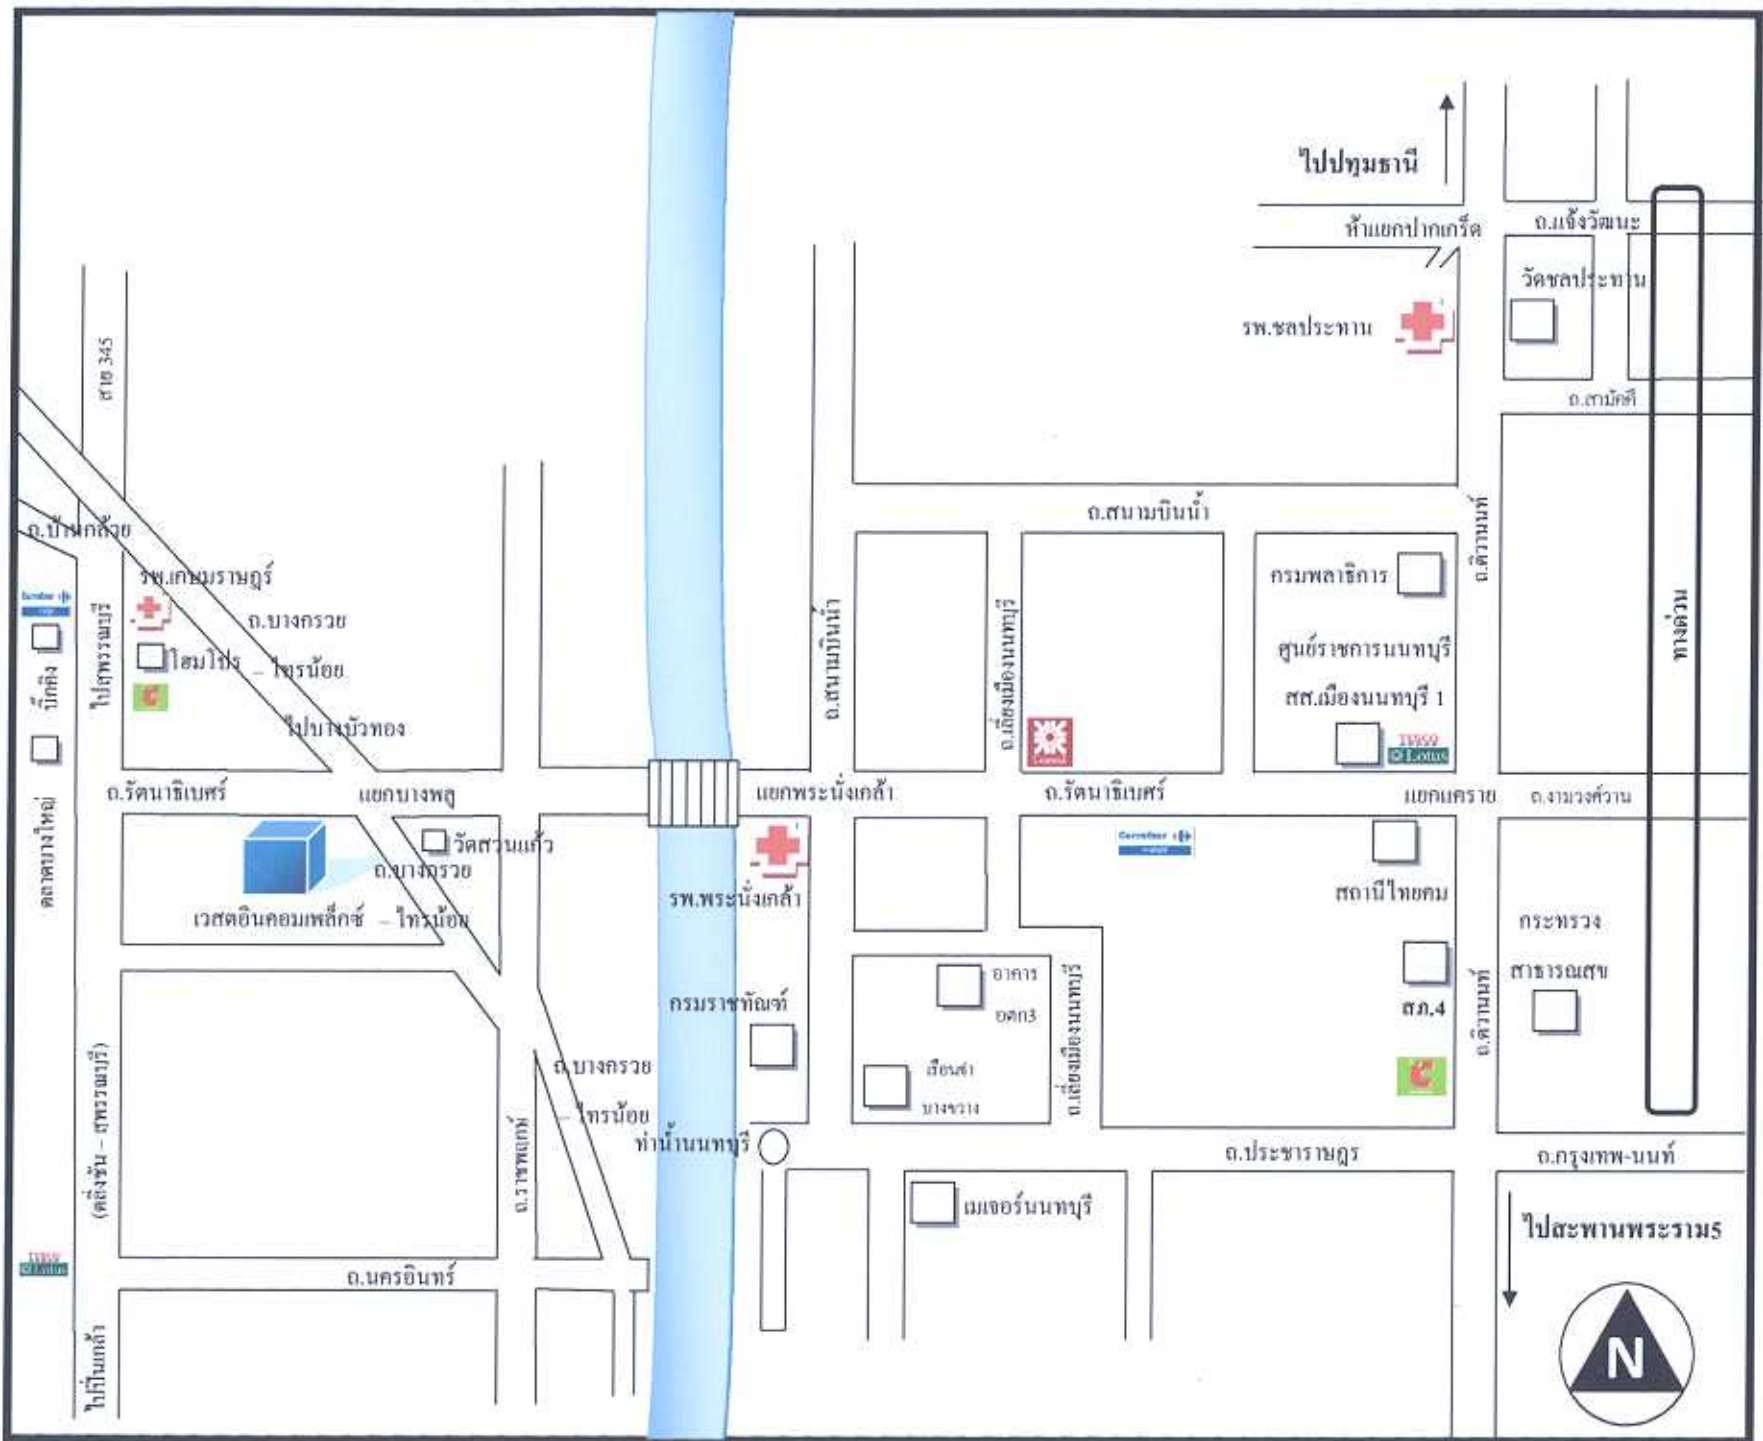 ไปปทุมธานี
ห้าแยกปากเกร็ด
ถ.แจ้งวัฒนะ
วัดชลประทาน
รพ.ชลประทาน
ถ.สามัคคี
สาย 345
ถ.บ้านกล้วย
ถ.สนามบินน้ำ
ถ.ติวานนท์
ทางด่วน
รพ.เกษมราษฎร์
ถ.บางกรวย
– ไทรน้อย
โฮมโปร
ไปบางบัวทอง
ไปสุพรรณบุรี
บิ๊กคิง
ตลาดบางใหญ่
ถ.สนามบินน้ำ
ถ.เลี่ยงเมืองนนทบุรี
กรมพลาธิการ
ศูนย์ราชการนนทบุรี
สส.เมืองนนทบุรี 1
TESCO
Lotus
ถ.รัตนาธิเบศร์
แยกบางพลู
แยกพระนั่งเกล้า
ถ.รัตนาธิเบศร์
แยกแคราย
ถ.งามวงศ์วาน
วัดสวนแก้ว
ถ.บางกรวย
– ไทรน้อย
เวสตอินคอมเพล็กซ์
รพ.พระนั่งเกล้า
Carrefour
สถานีไทยคม
กระทรวง
สาธารณสุข
กรมราชทัณฑ์
อาคาร
อศก3
เรือนจำ
บางขวาง
ถ.เลี่ยงเมืองนนทบุรี
สภ.4
ถ.ติวานนท์
(ตลิ่งชัน – สุพรรณบุรี)
ถ.ราชพฤกษ์
ถ.บางกรวย
– ไทรน้อย
ท่าน้ำนนทบุรี
ถ.ประชาราษฎร
ถ.กรุงเทพ-นนท์
เมเจอร์นนทบุรี
ไปสะพานพระราม5
TESCO
Lotus
ถ.นครอินทร์
ไปปิ่นเกล้า
N